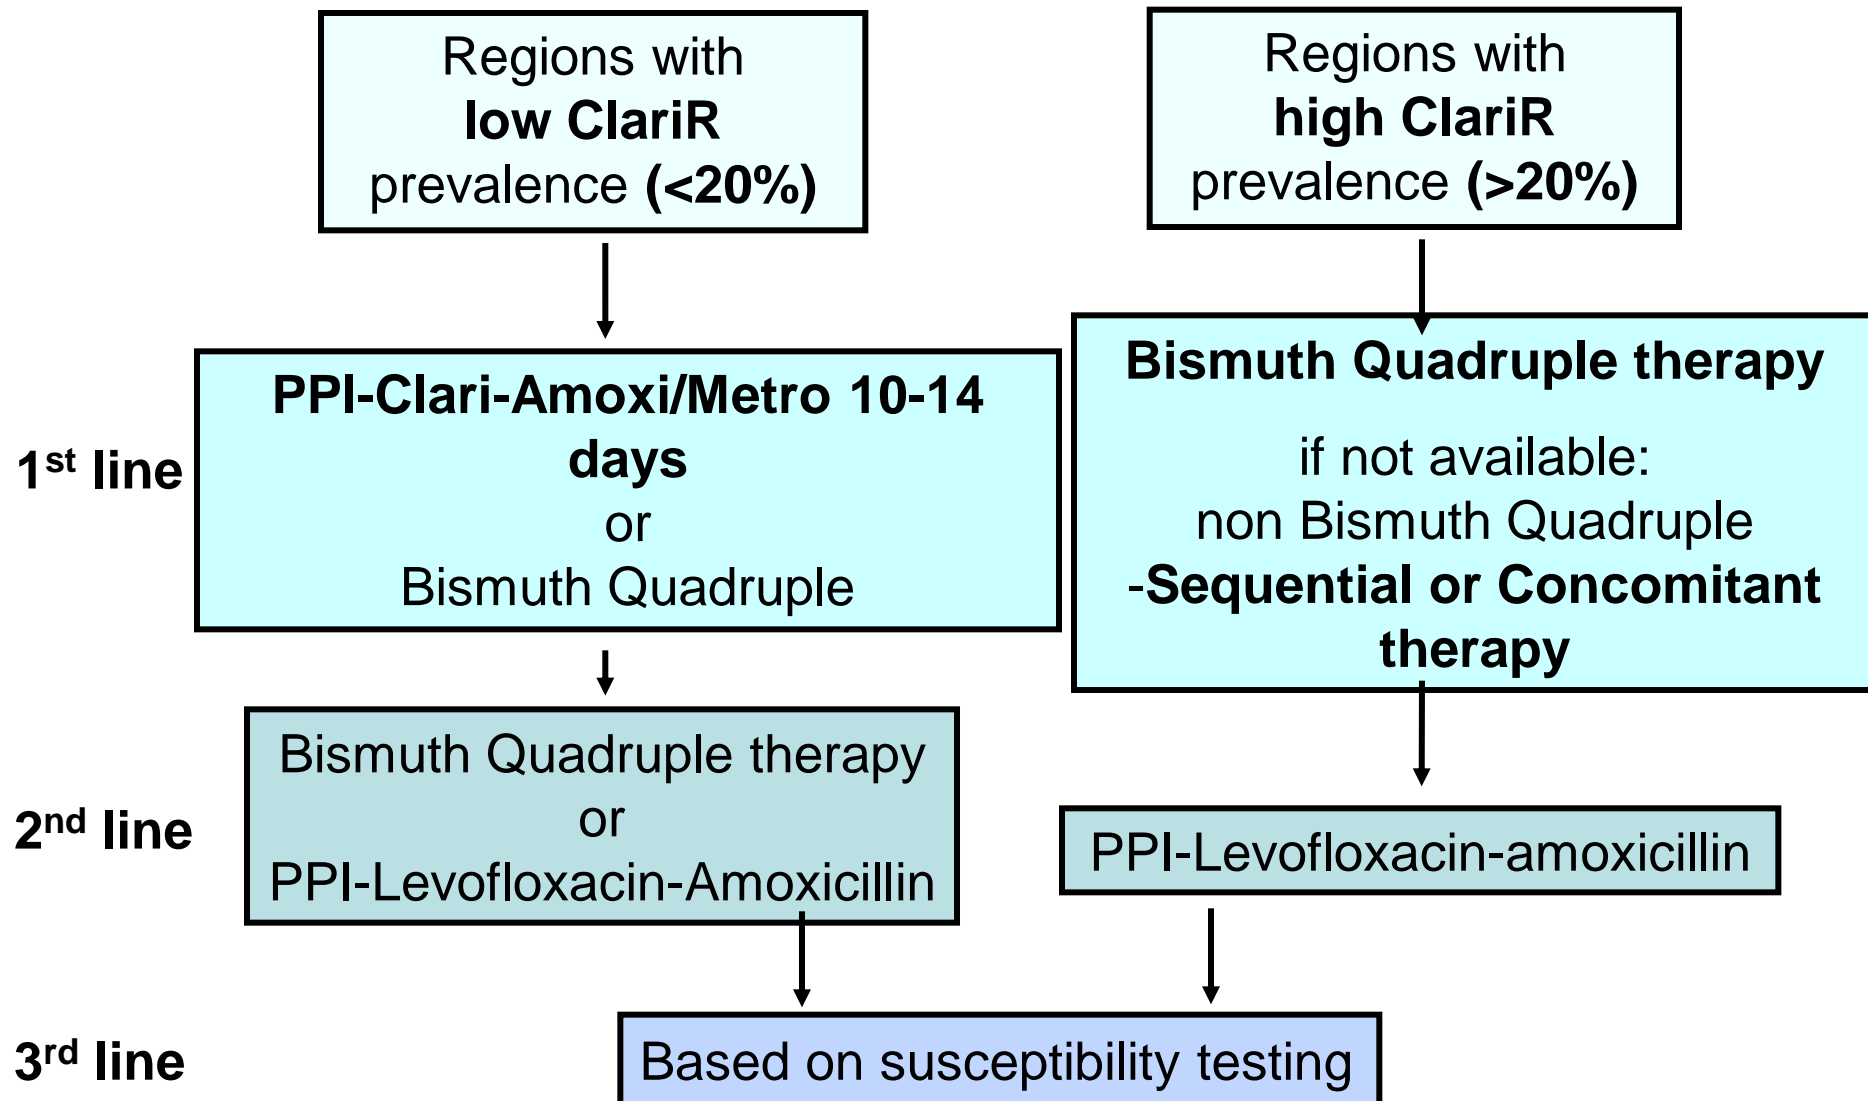 Regions with
low ClariR
prevalence (<20%)
Regions with
high ClariR
prevalence (>20%)
1st line
PPI-Clari-Amoxi/Metro 10-14
days
or
Bismuth Quadruple
Bismuth Quadruple therapy
if not available:
non Bismuth Quadruple
-Sequential or Concomitant
therapy
2nd line
Bismuth Quadruple therapy
or
PPI-Levofloxacin-Amoxicillin
PPI-Levofloxacin-amoxicillin
3rd line
Based on susceptibility testing